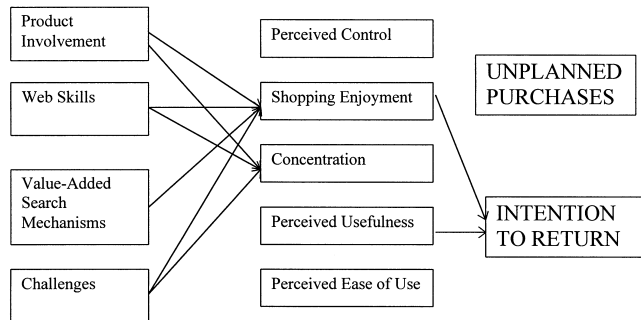 Product
Involvement
Web Skills
Value-Added
Search
Mechanisms
Challenges
Perceived Control
Shopping Enjoyment
Concentration
Perceived Usefulness
Perceived Ease of Use
UNPLANNED
PURCHASES
INTENTION
TO RETURN